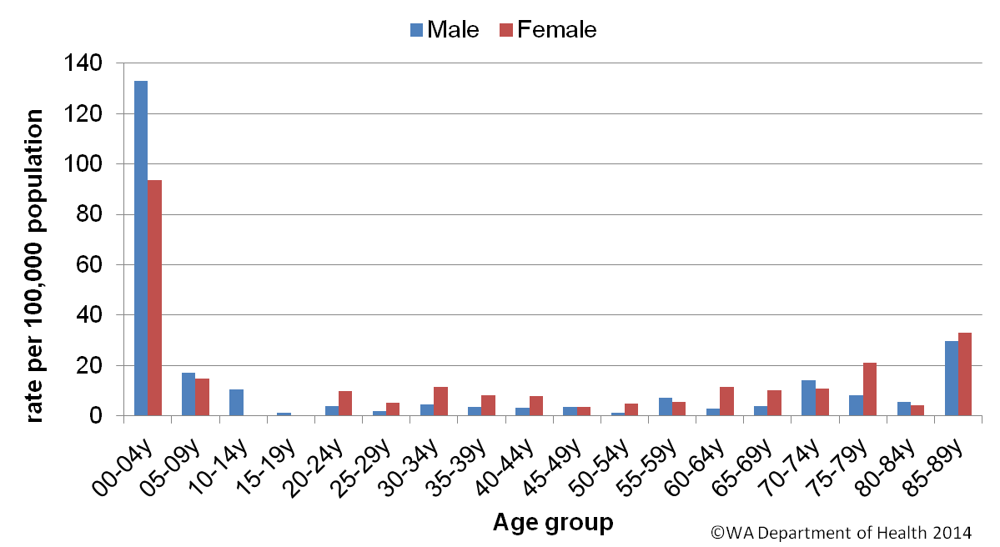 Male Female
140
120
100
80
60
40
20
0
rate per 100,000 population
00-04y 05-09y 10-14y 15-19y 20-24y 25-29y 30-34y 35-39y 40-44y 45-49y 50-54y 55-59y 60-64y 65-69y 70-74y 75-79y 80-84y 85-89y
Age group
©WA Department of Health 2014